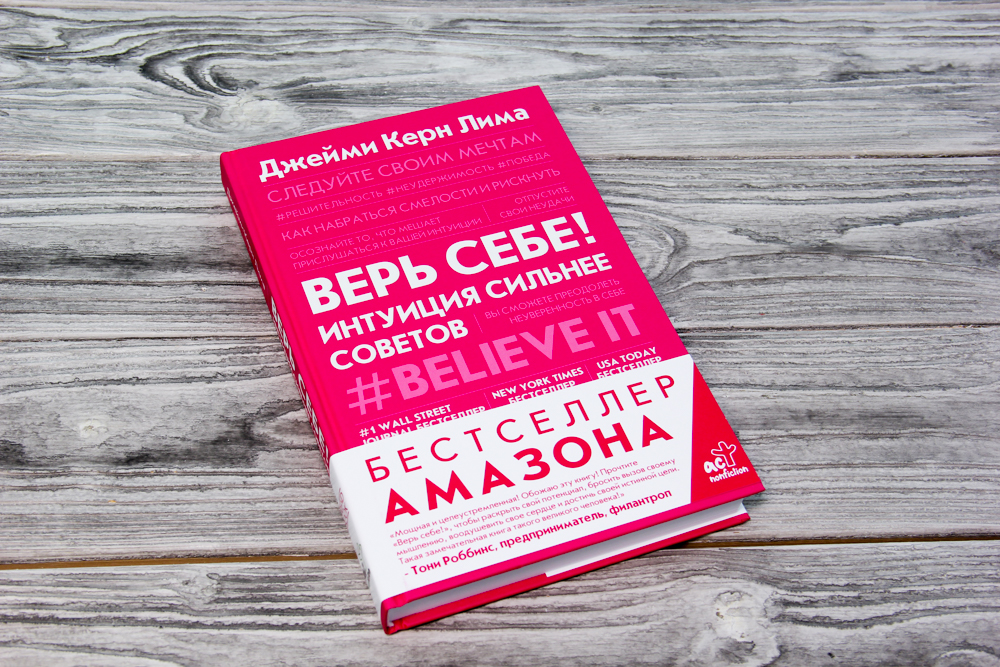 Джейми Керн Лима
СЛЕДУЙТЕ СВОИМ МЕЧТАМ
#РЕШИТЕЛЬНОСТЬ #НЕУДЕРЖИМОСТЬ #ПОБЕДА
КАК НАБРАТЬСЯ СМЕЛОСТИ И РИСКНУТЬ
ОСОЗНАЙТЕ ТО, ЧТО МЕШАЕТ
ПРИСЛУШАТЬСЯ К ВАШЕЙ ИНТУИЦИИ
ОТПУСТИТЕ
СВОИ НЕУДАЧИ
ВЕРЬ СЕБЕ!
ИНТУИЦИЯ СИЛЬНЕЕ
СОВЕТОВ
ВЫ СМОЖЕТЕ ПРЕОДОЛЕТЬ
НЕУВЕРЕННОСТЬ В СЕБЕ
#BELIEVE IT
#1 WALL STREET
JOURNAL БЕСТСЕЛЛЕР
NEW YORK TIMES
БЕСТСЕЛЛЕР
USA TODAY
БЕСТСЕЛЛЕР
БЕСТСЕЛЛЕР
АМАЗОНА
«Мощная и целеустремленная! Обожаю эту книгу! Прочтите
«Верь себе!», чтобы раскрыть свой потенциал, бросить вызов своему
мышлению, воодушевить свое сердце и достичь своей истинной цели.
Такая замечательная книга такого великого человека!»
- Тони Роббинс, предприниматель, филантроп
аст
nonfiction